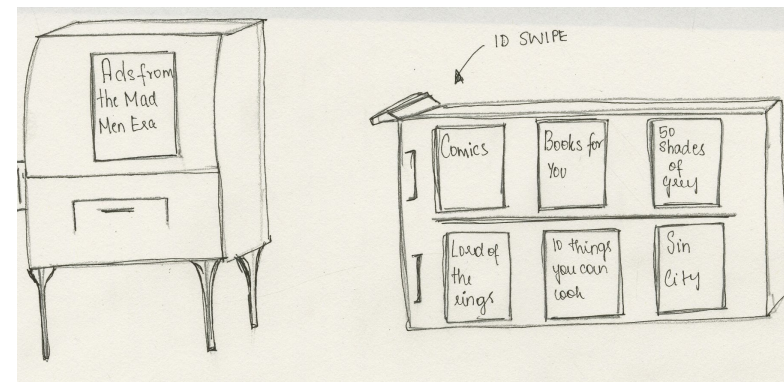 Ads from
the Mad
Men Era
ID SWIPE
Comics
Books for
You
50
Shades
of
grey
Lord of
the
rings
10 things
you can
cook
Sin
City